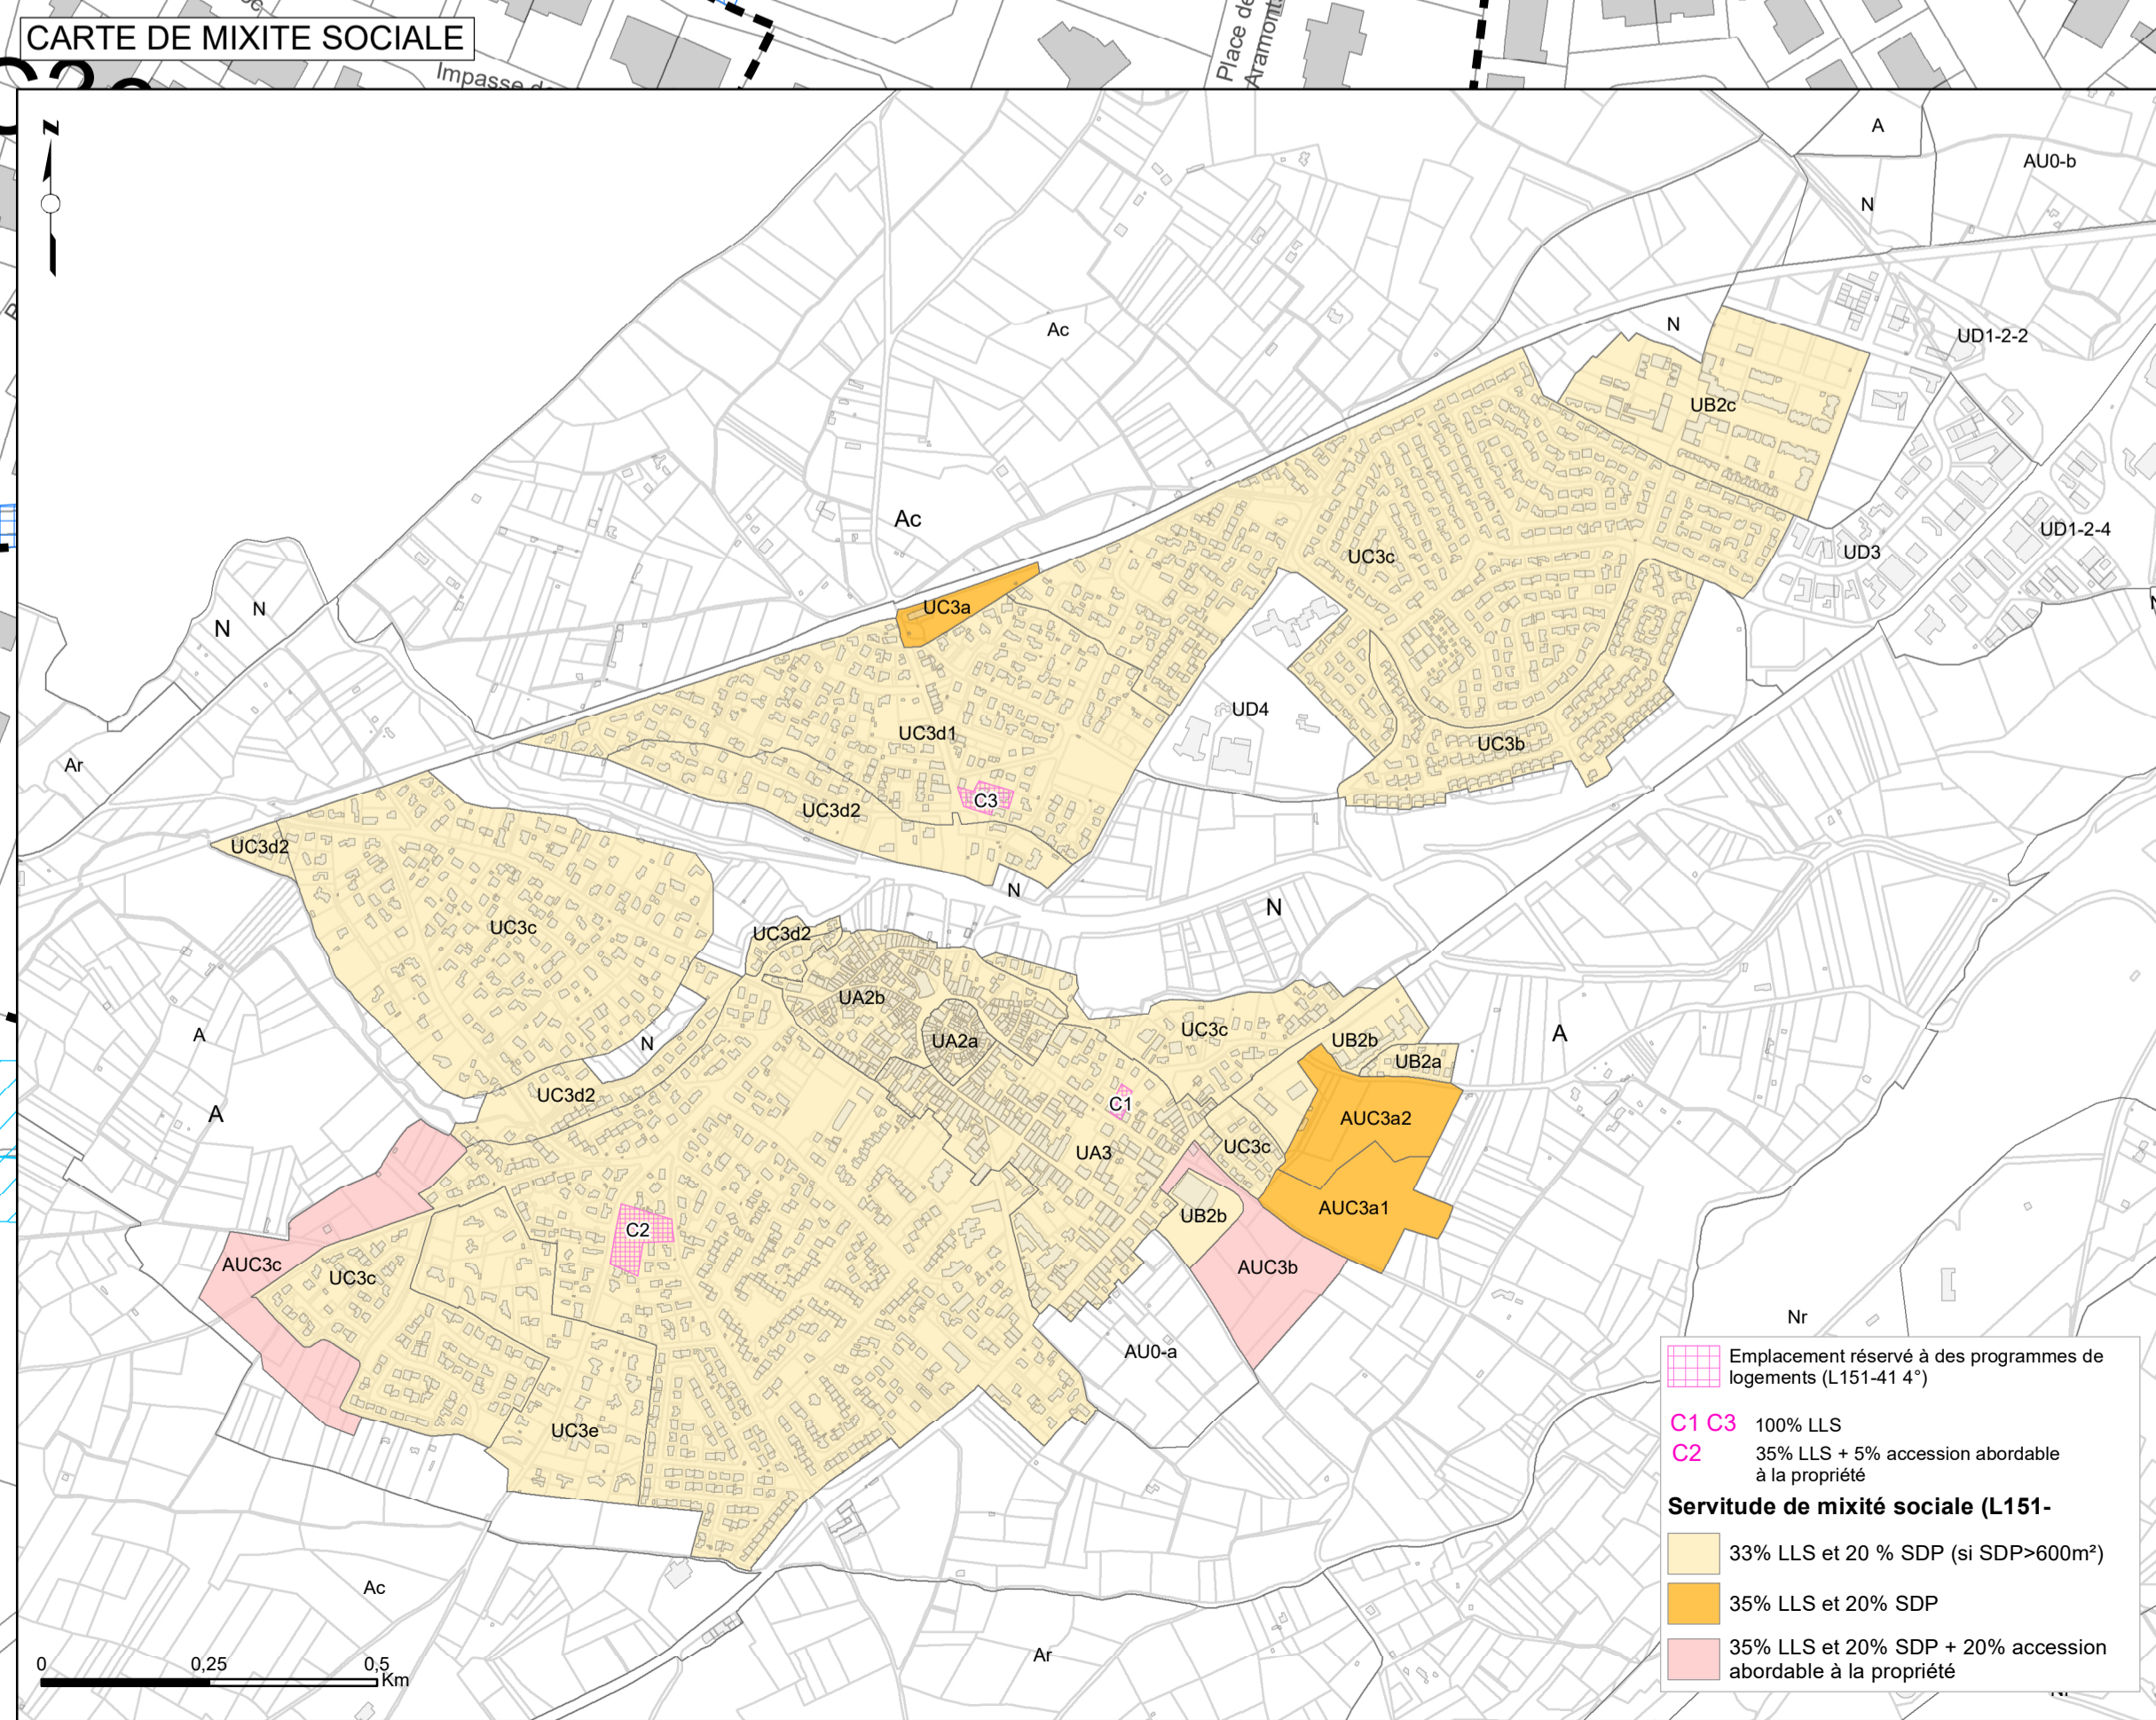 CARTE DE MIXITE SOCIALE
Impasse
Place de
Aramont
N
A
AU0-b
N
Ac
N
UD1-2-2
UB2c
Ac
UC3c
UD1-2-4
UD3
UC3a
N
N
UD4
UC3d1
UC3b
Ar
C3
UC3d2
UC3d2
N
N
UC3c
UC3d2
UA2b
UC3c
A
A
UA2a
UB2b
N
UB2a
UC3d2
C1
A
AUC3a2
UC3c
UA3
AUC3a1
UB2b
C2
AUC3c
AUC3b
UC3c
Nr
AU0-a
UC3e
Ac
Ar
Emplacement réservé à des programmes de
logements (L151-41 4°)
C1 C3 100% LLS
C2 35% LLS + 5% accession abordable
à la propriété
Servitude de mixité sociale (L151-
33% LLS et 20 % SDP (si SDP>600m²)
35% LLS et 20% SDP
35% LLS et 20% SDP + 20% accession
abordable à la propriété
0 0,25 0,5
Km